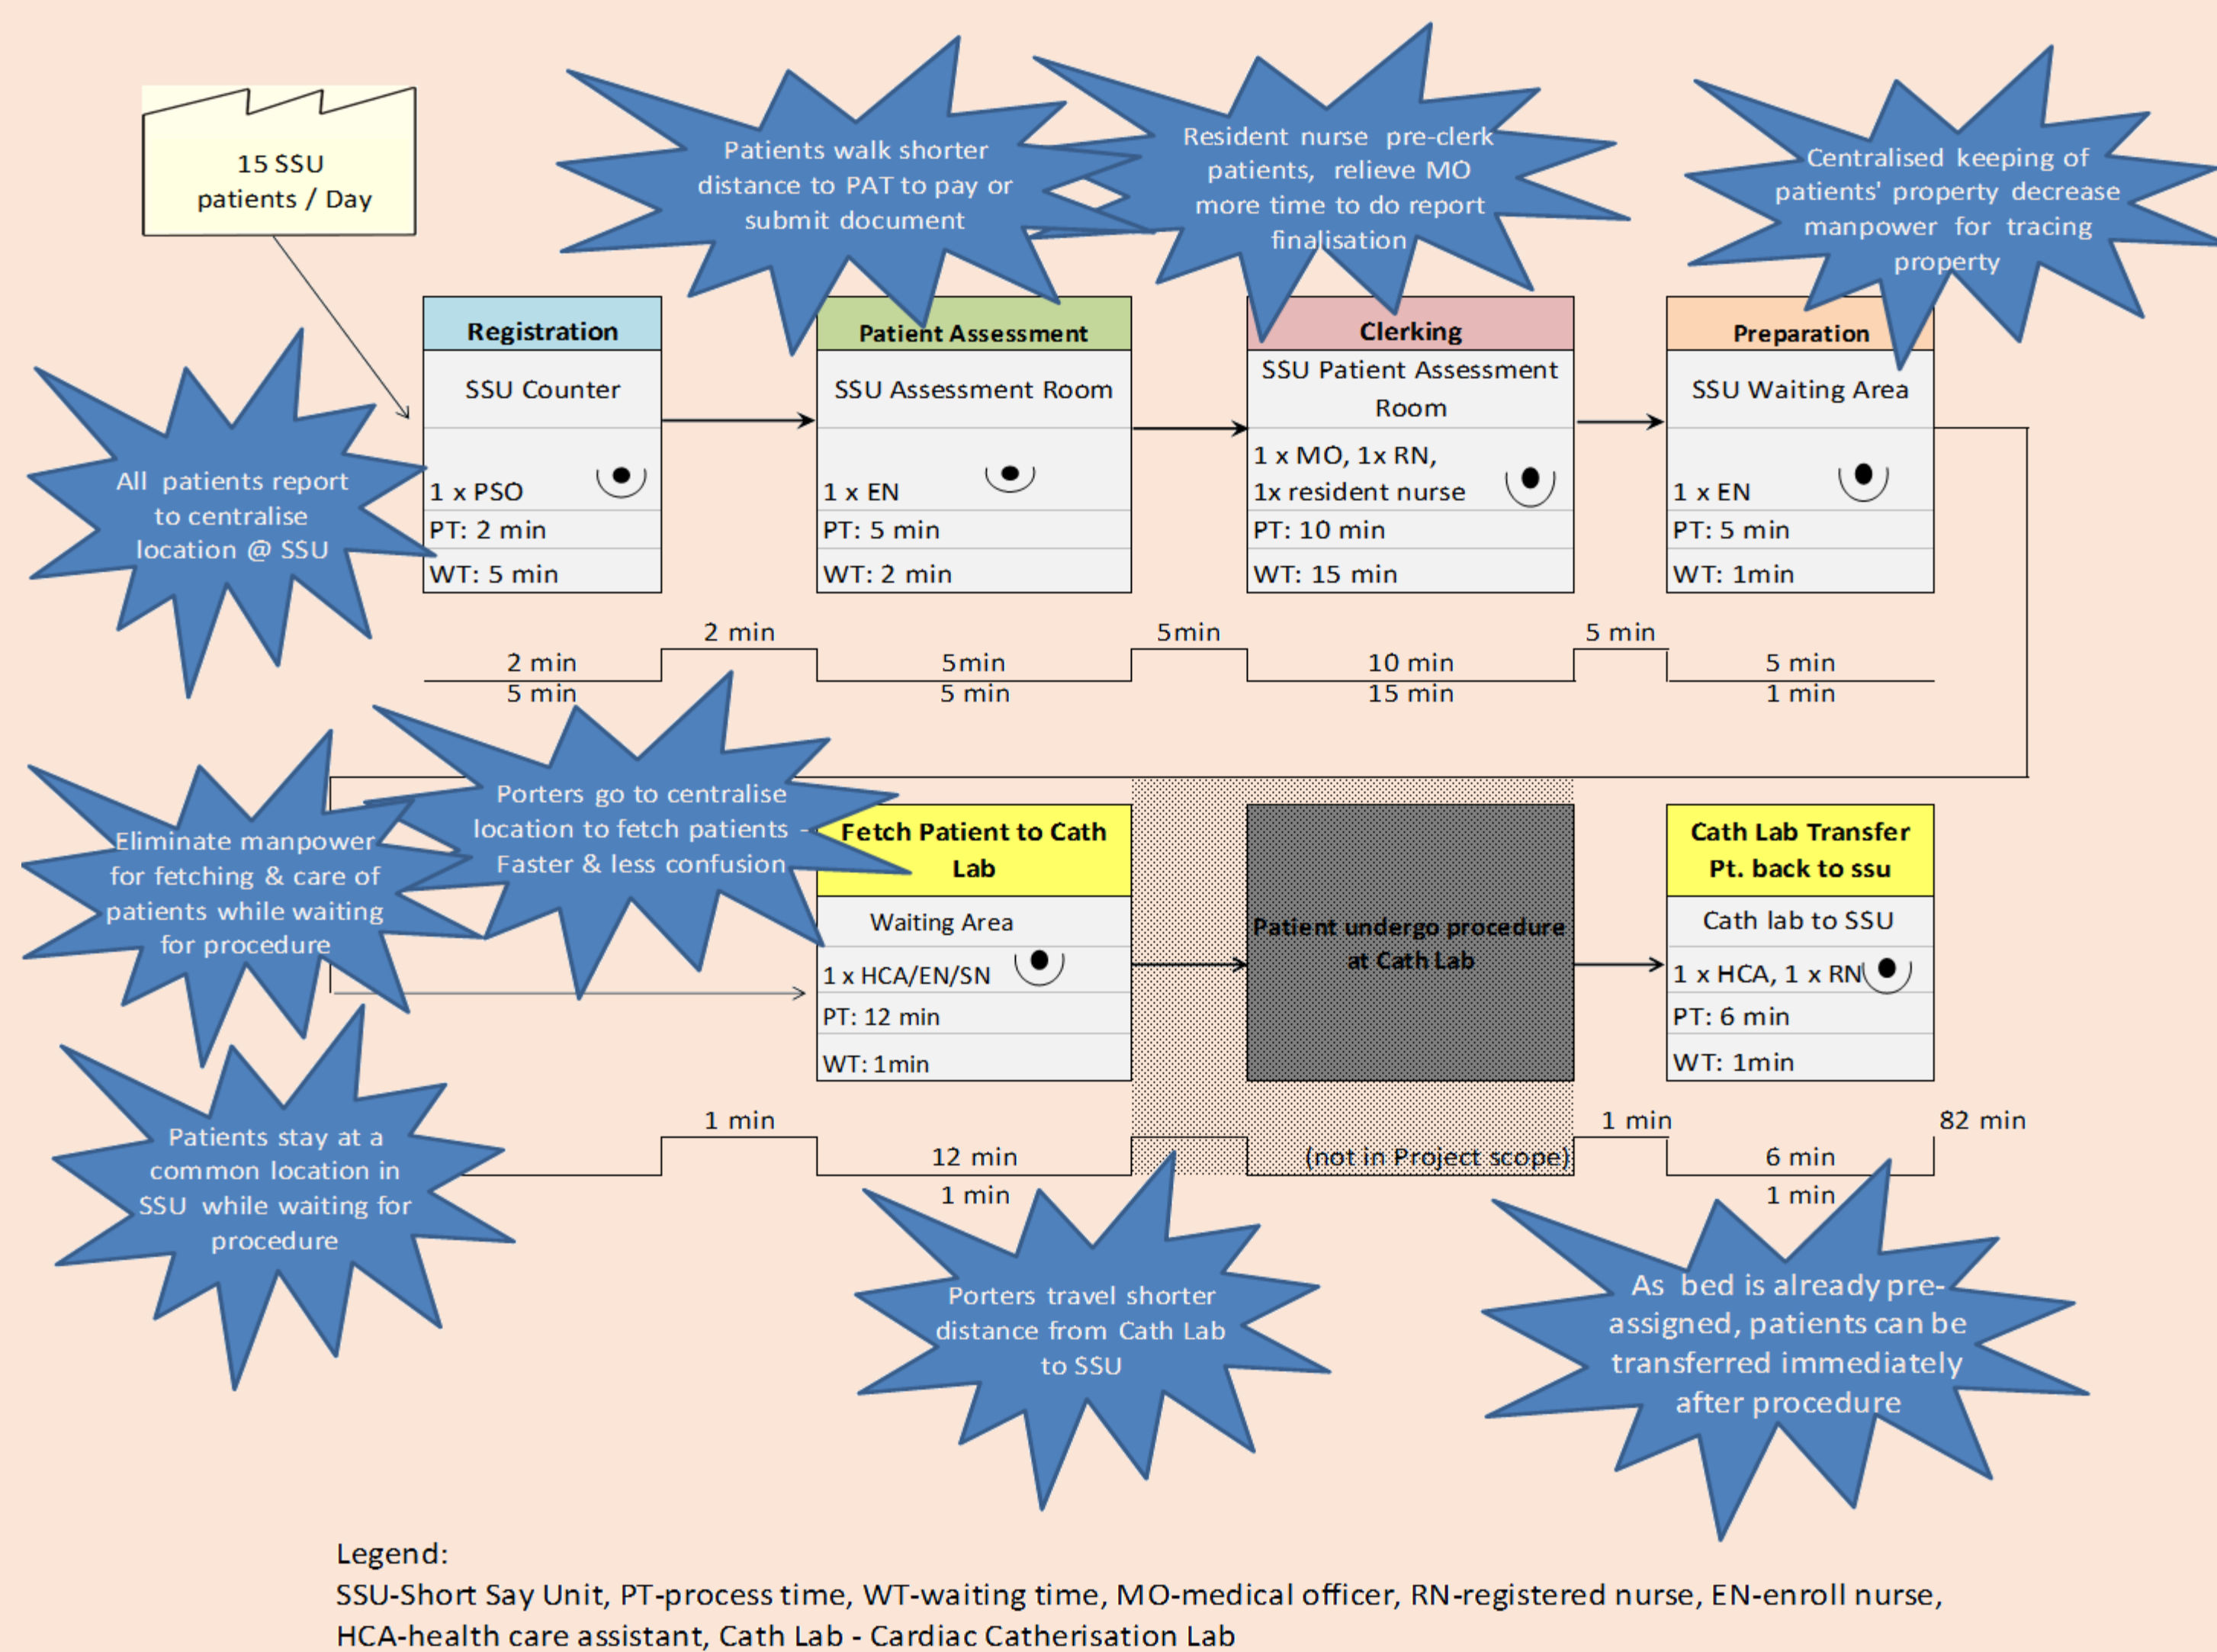 15 SSU
patients / Day
Patients walk shorter
distance to PAT to pay or
submit document
Resident nurse pre-clerk
patients, relieve MO
more time to do report
finalisation
Centralised keeping of
patients' property decrease
manpower for tracing
property
All patients report
to centralise
location @ SSU
Registration
SSU Counter
1 x PSO
PT: 2 min
WT: 5 min
Patient Assessment
SSU Assessment Room
1 x EN
PT: 5 min
WT: 2 min
Clerking
SSU Patient Assessment
Room
1 x MO, 1x RN,
1x resident nurse
PT: 10 min
WT: 15 min
Preparation
SSU Waiting Area
1 x EN
PT: 5 min
WT: 1min
2 min
5 min
2 min
5min
5 min
5min
10 min
15 min
5 min
5 min
1 min
Eliminate manpower
for fetching & care of
patients while waiting
for procedure
Porters go to centralise
location to fetch patients -
Faster & less confusion
Fetch Patient to Cath
Lab
Waiting Area
1 x HCA/EN/SN
PT: 12 min
WT: 1min
Patient undergo procedure
at Cath Lab
Cath Lab Transfer
Pt. back to ssu
Cath lab to SSU
1 x HCA, 1 x RN
PT: 6 min
WT: 1min
1 min
12 min
1 min
(not in Project scope)
1 min
6 min
1 min
82 min
Patients stay at a
common location in
SSU while waiting for
procedure
Porters travel shorter
distance from Cath Lab
to SSU
As bed is already pre-
assigned, patients can be
transferred immediately
after procedure
Legend:
SSU-Short Say Unit, PT-process time, WT-waiting time, MO-medical officer, RN-registered nurse, EN-enroll nurse,
HCA-health care assistant, Cath Lab - Cardiac Catherisation Lab